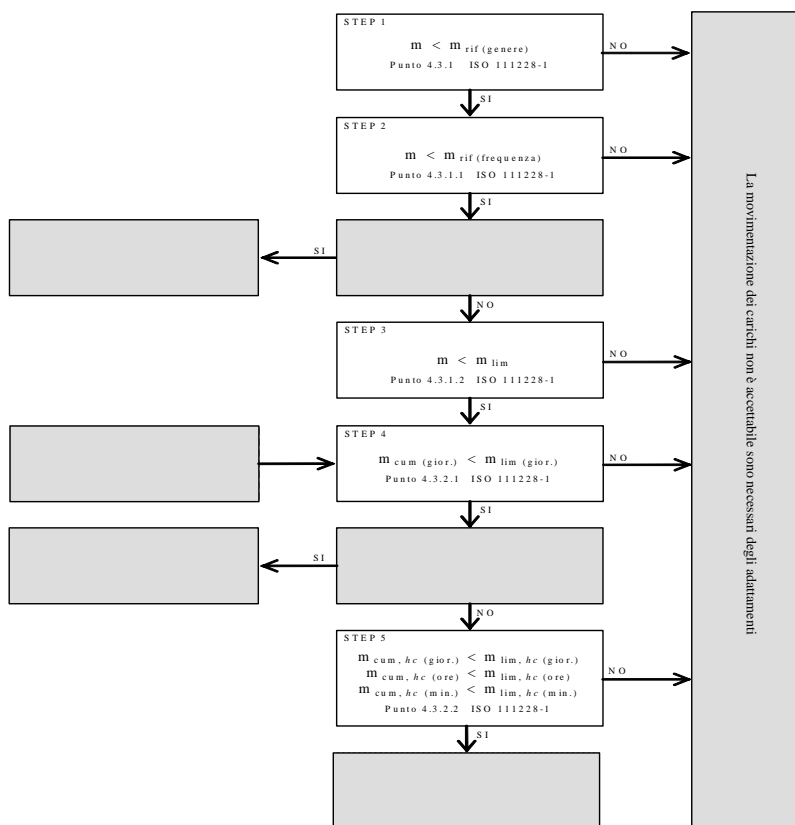 STEP 1
m < m rif (genere)
Punto 4.3.1 ISO 111228-1
NO
SI
STEP 2
m < m rif (frequenza)
Punto 4.3.1.1 ISO 111228-1
NO
SI
SI
NO
STEP 3
m < m lim
Punto 4.3.1.2 ISO 111228-1
NO
SI
STEP 4
m cum (gior.) < m lim (gior.)
Punto 4.3.2.1 ISO 111228-1
NO
SI
SI
NO
STEP 5
m cum, hc (gior.) < m lim, hc (gior.)
m cum, hc (ore) < m lim, hc (ore)
m cum, hc (min.) < m lim, hc (min.)
Punto 4.3.2.2 ISO 111228-1
NO
SI
La movimentazione dei carichi non è accettabile sono necessari degli adattamenti